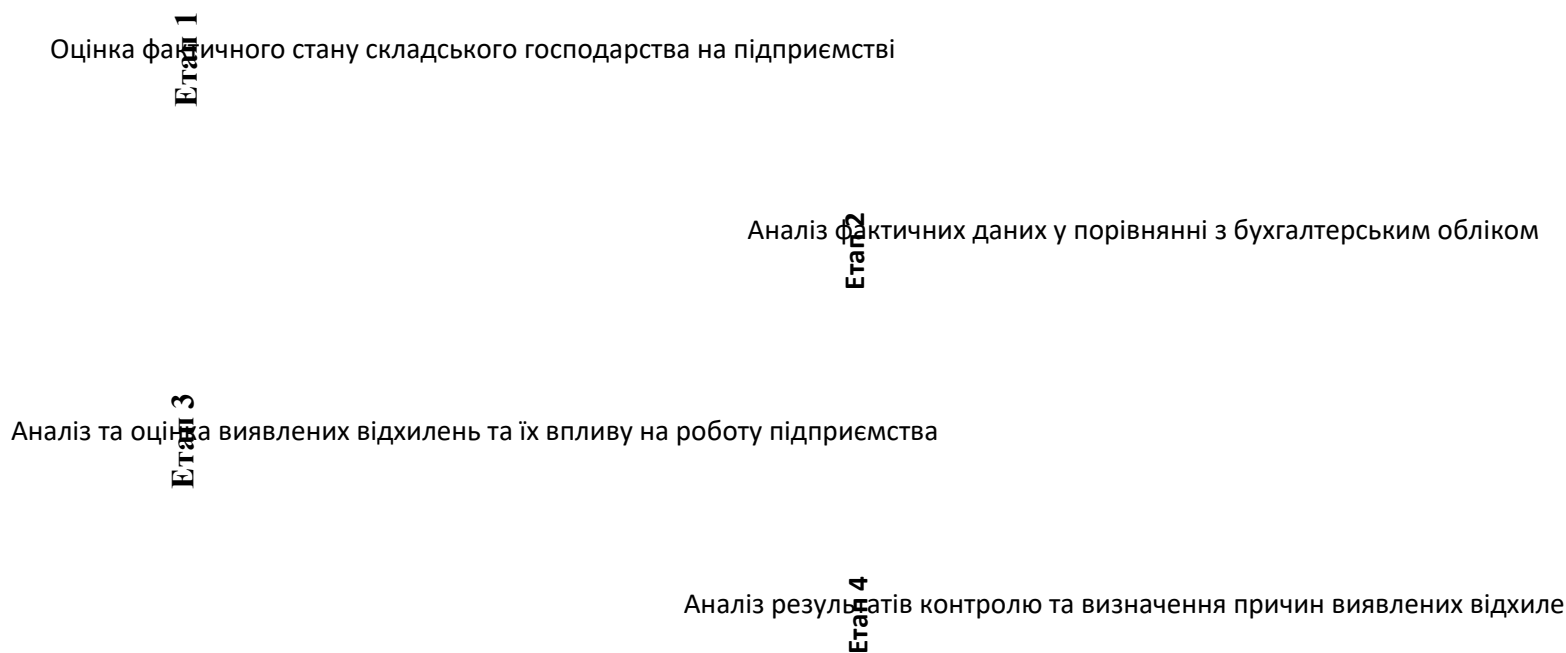 Етап 1
Оцінка фактичного стану складського господарства на підприємстві
Етап 2
Аналіз фактичних даних у порівнянні з бухгалтерським обліком
Етап 3
Аналіз та оцінка виявлених відхилень та їх впливу на роботу підприємства
Етап 4
Аналіз результатів контролю та визначення причин виявлених відхиле